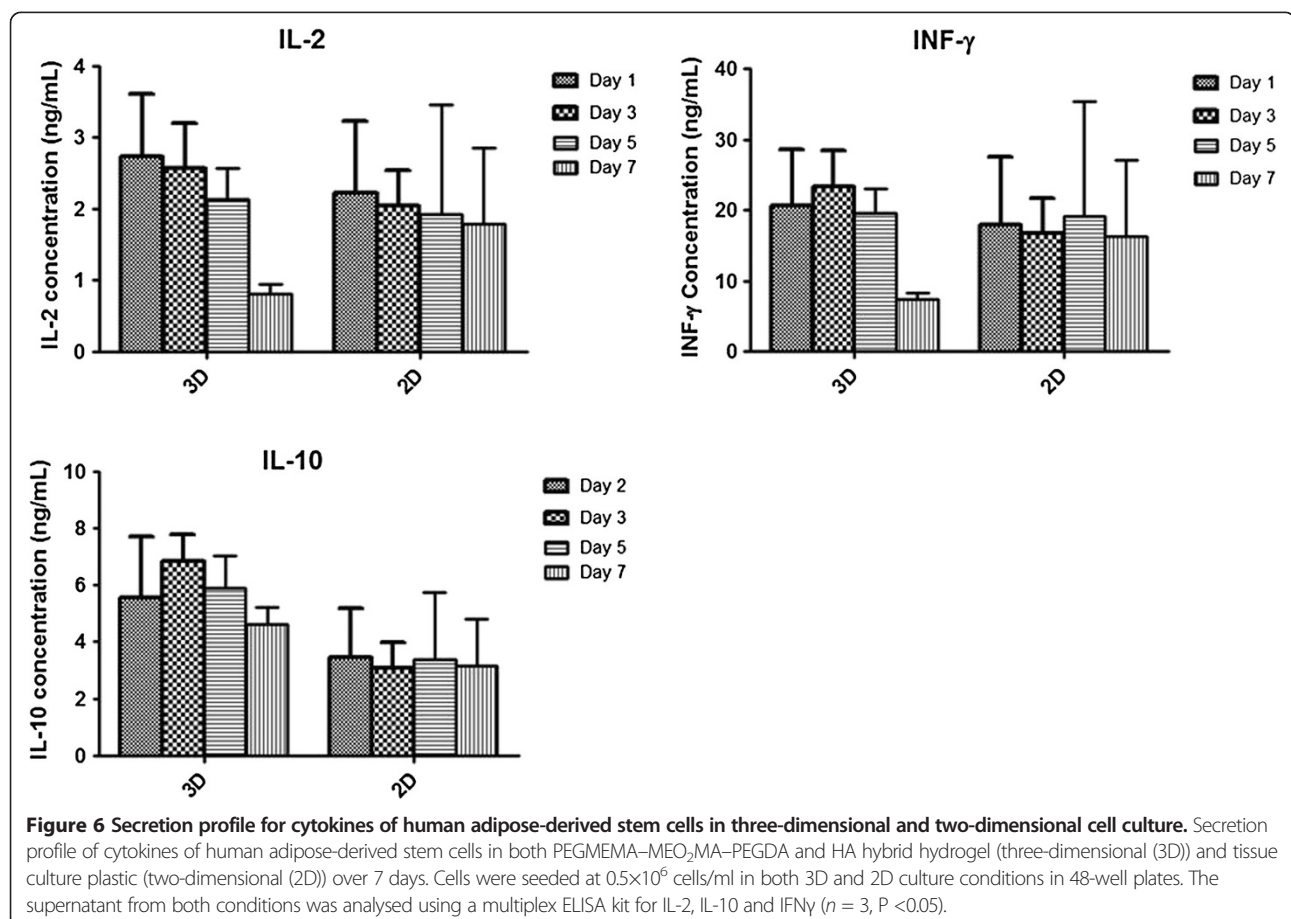 IL-2
IL-2 concentration (ng/mL)
4
3
2
1
0
3D
2D
Day 1
Day 3
Day 5
Day 7
INF-γ
INF-γ Concentration (ng/mL)
40
30
20
10
0
3D
2D
Day 1
Day 3
Day 5
Day 7
IL-10
IL-10 concentration (ng/mL)
10
8
6
4
2
0
3D
2D
Day 2
Day 3
Day 5
Day 7
Figure 6 Secretion profile for cytokines of human adipose-derived stem cells in three-dimensional and two-dimensional cell culture. Secretion
profile of cytokines of human adipose-derived stem cells in both PEGMEMA–MEO₂MA–PEGDA and HA hybrid hydrogel (three-dimensional (3D)) and tissue
culture plastic (two-dimensional (2D)) over 7 days. Cells were seeded at 0.5×10⁶ cells/ml in both 3D and 2D culture conditions in 48-well plates. The
supernatant from both conditions was analysed using a multiplex ELISA kit for IL-2, IL-10 and IFNγ (n = 3, P <0.05).